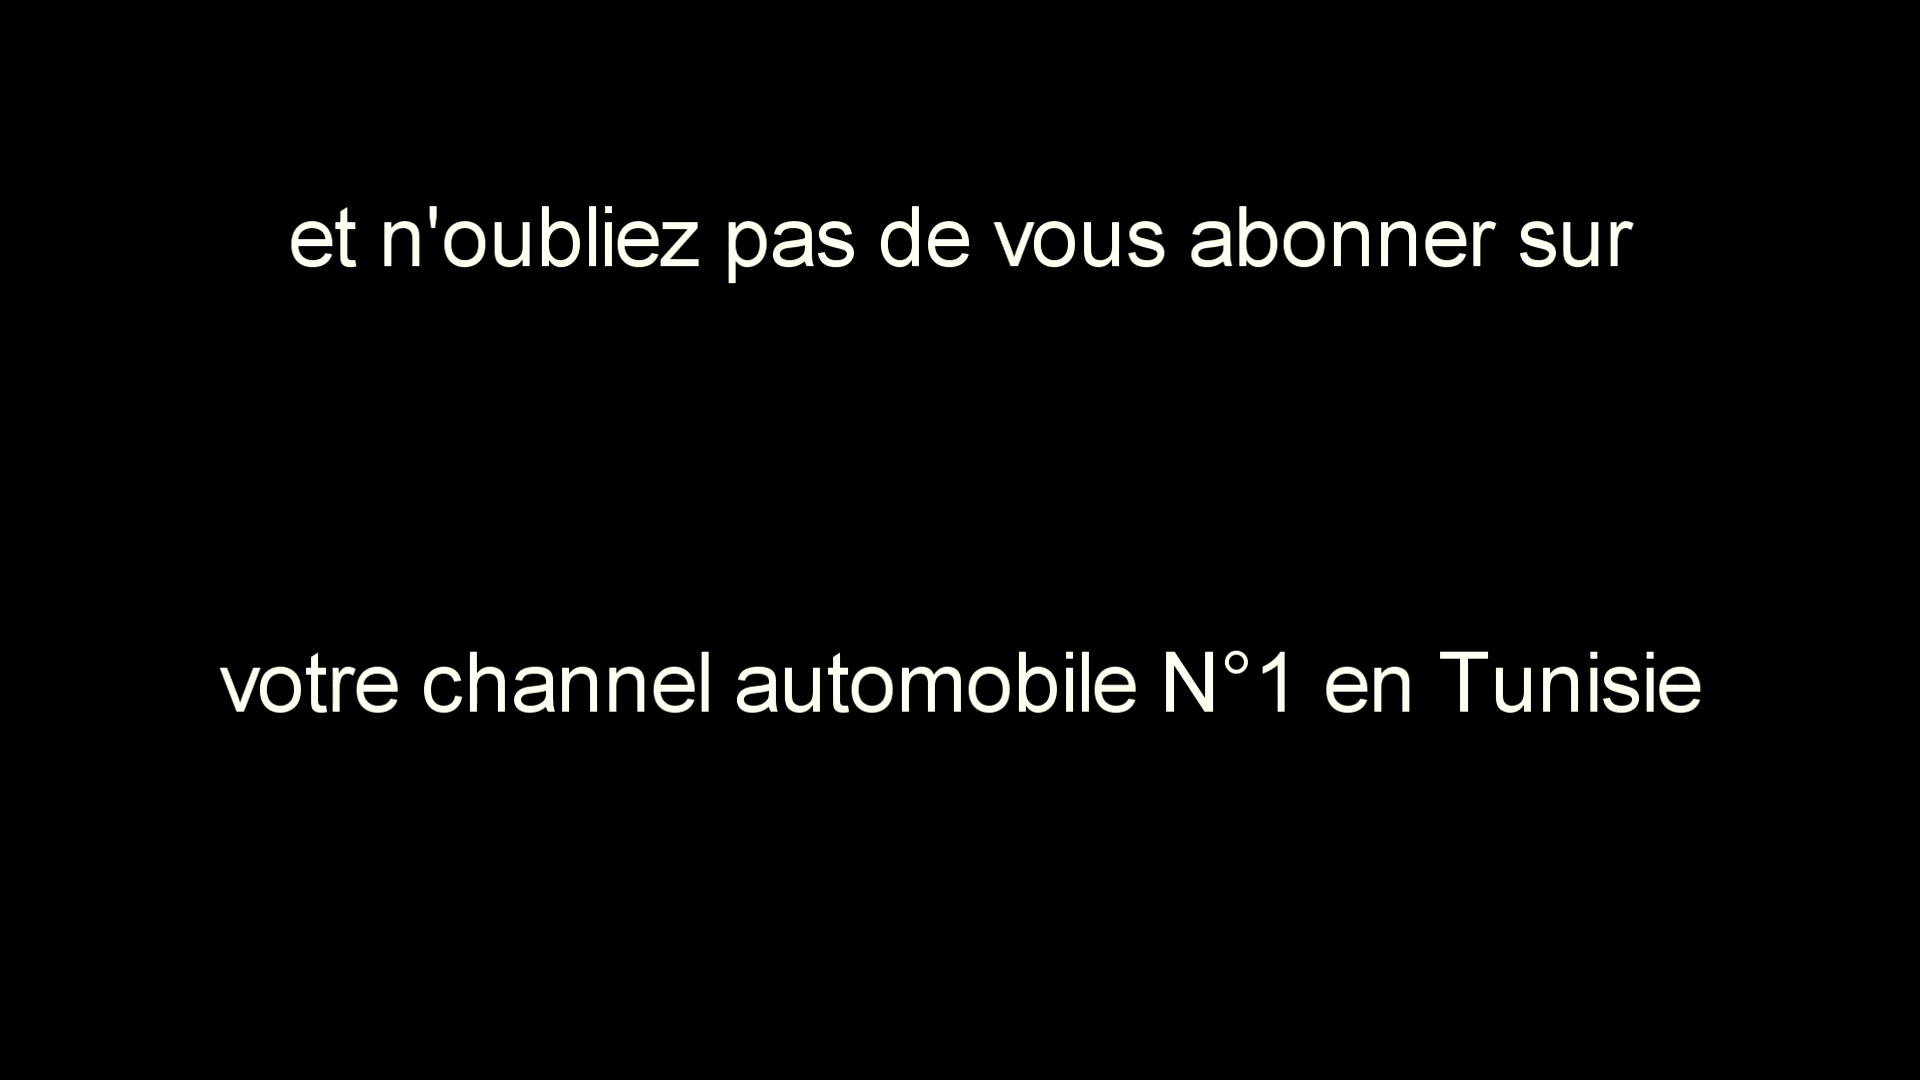 et n'oubliez pas de vous abonner sur
votre channel automobile N°1 en Tunisie